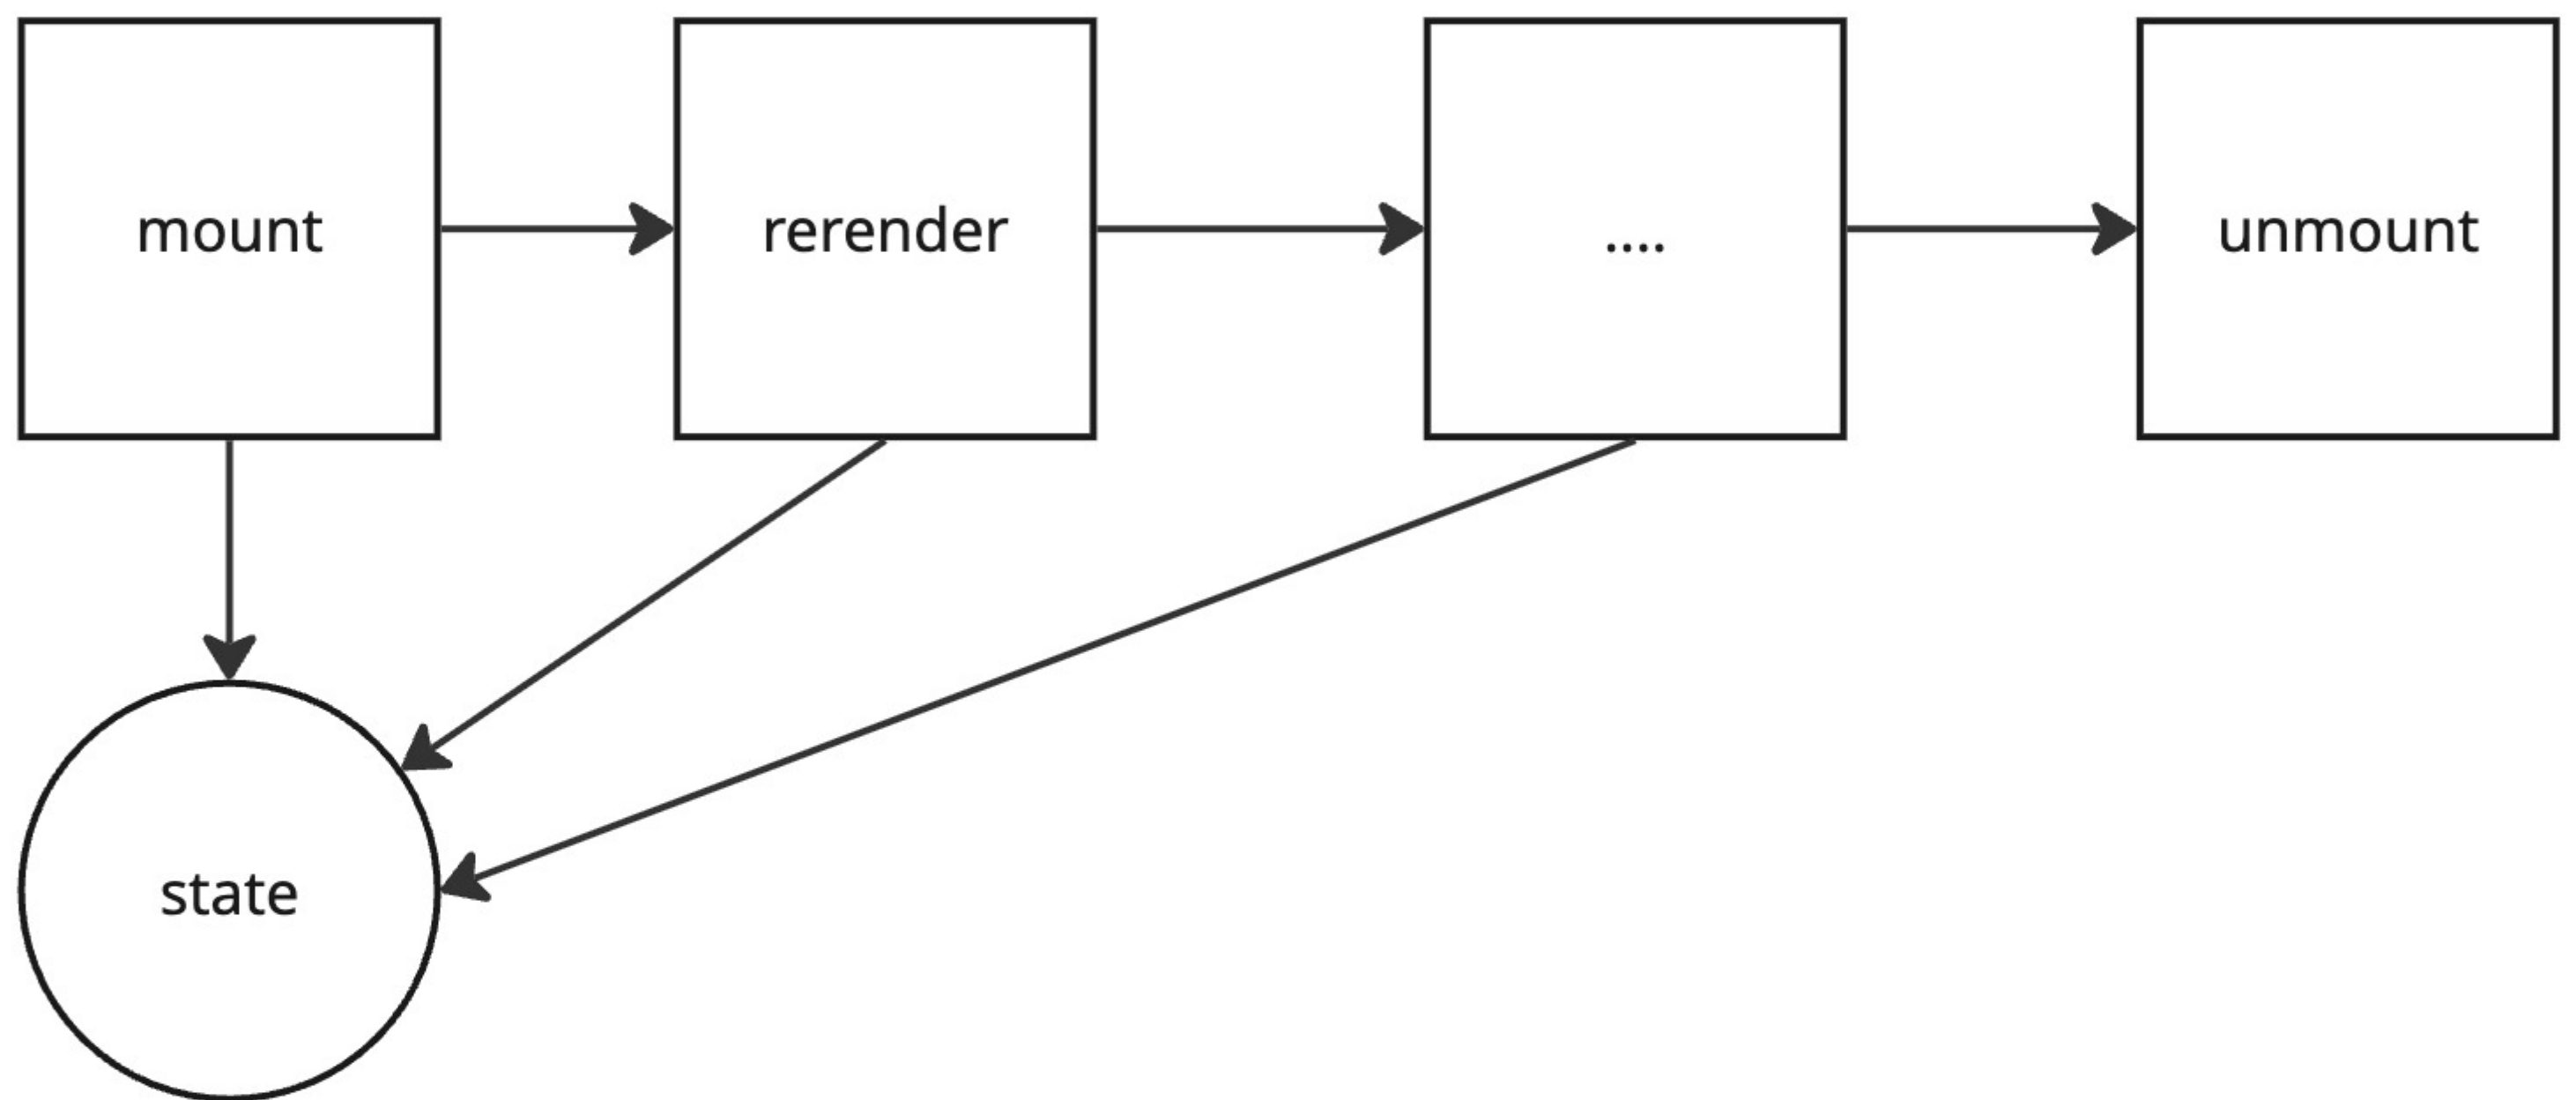 mount
rerender
....
unmount
state